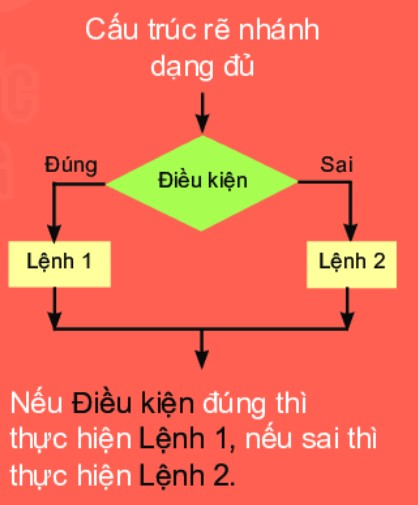 Cấu trúc rẽ nhánh
dạng đủ
Đúng
Điều kiện
Sai
Lệnh 1
Lệnh 2
Nếu Điều kiện đúng thì
thực hiện Lệnh 1, nếu sai thì
thực hiện Lệnh 2.